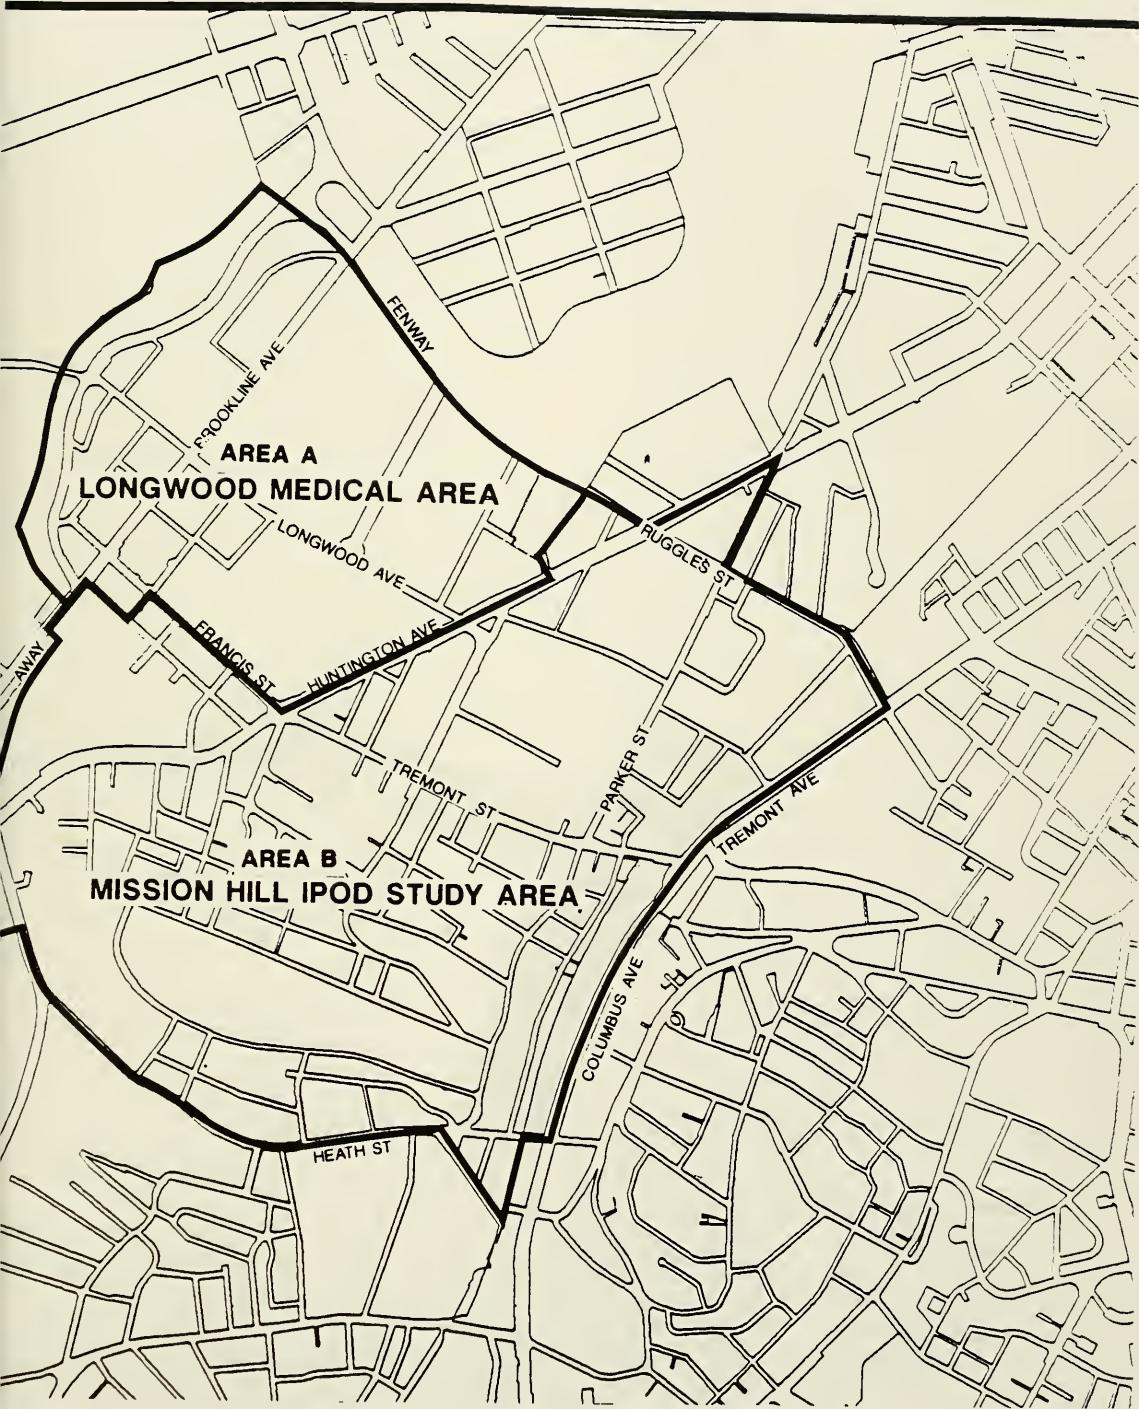 FENWAY
BROOKLINE AVE
AREA A
LONGWOOD MEDICAL AREA
LONGWOOD AVE
RUGGLES ST
FRANCIS ST
HUNTINGTON AVE
AWAY
PARKER ST
TREMONT ST
TREMONT AVE
AREA B
MISSION HILL IPOD STUDY AREA
COLUMBUS AVE
HEATH ST